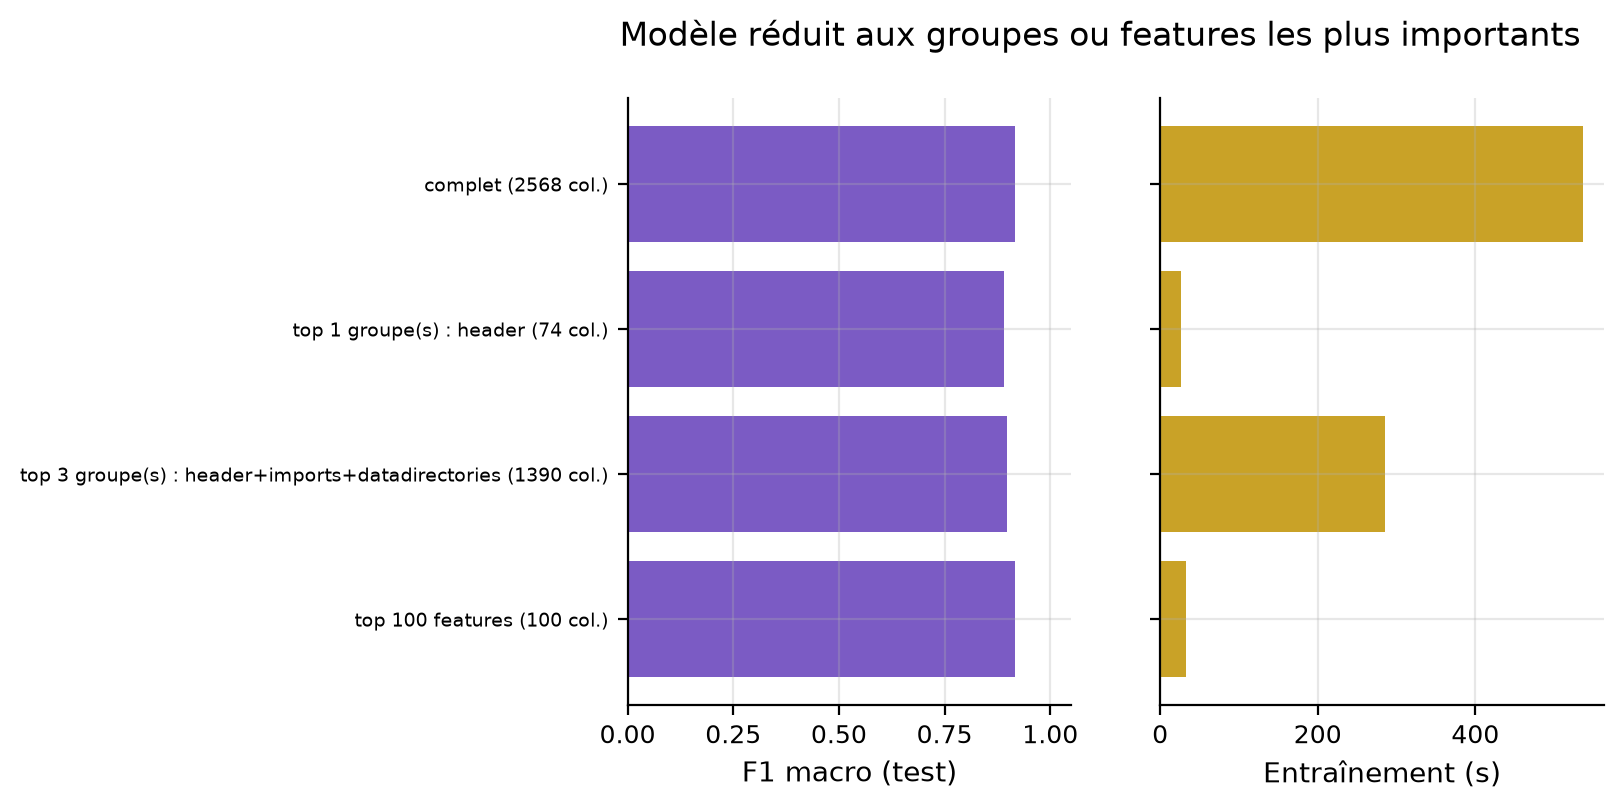 Modèle réduit aux groupes ou features les plus importants
complet (2568 col.)
top 1 groupe(s) : header (74 col.)
top 3 groupe(s) : header+imports+datadirectories (1390 col.)
top 100 features (100 col.)
0.00 0.25 0.50 0.75 1.00
F1 macro (test)
0 200 400
Entraînement (s)